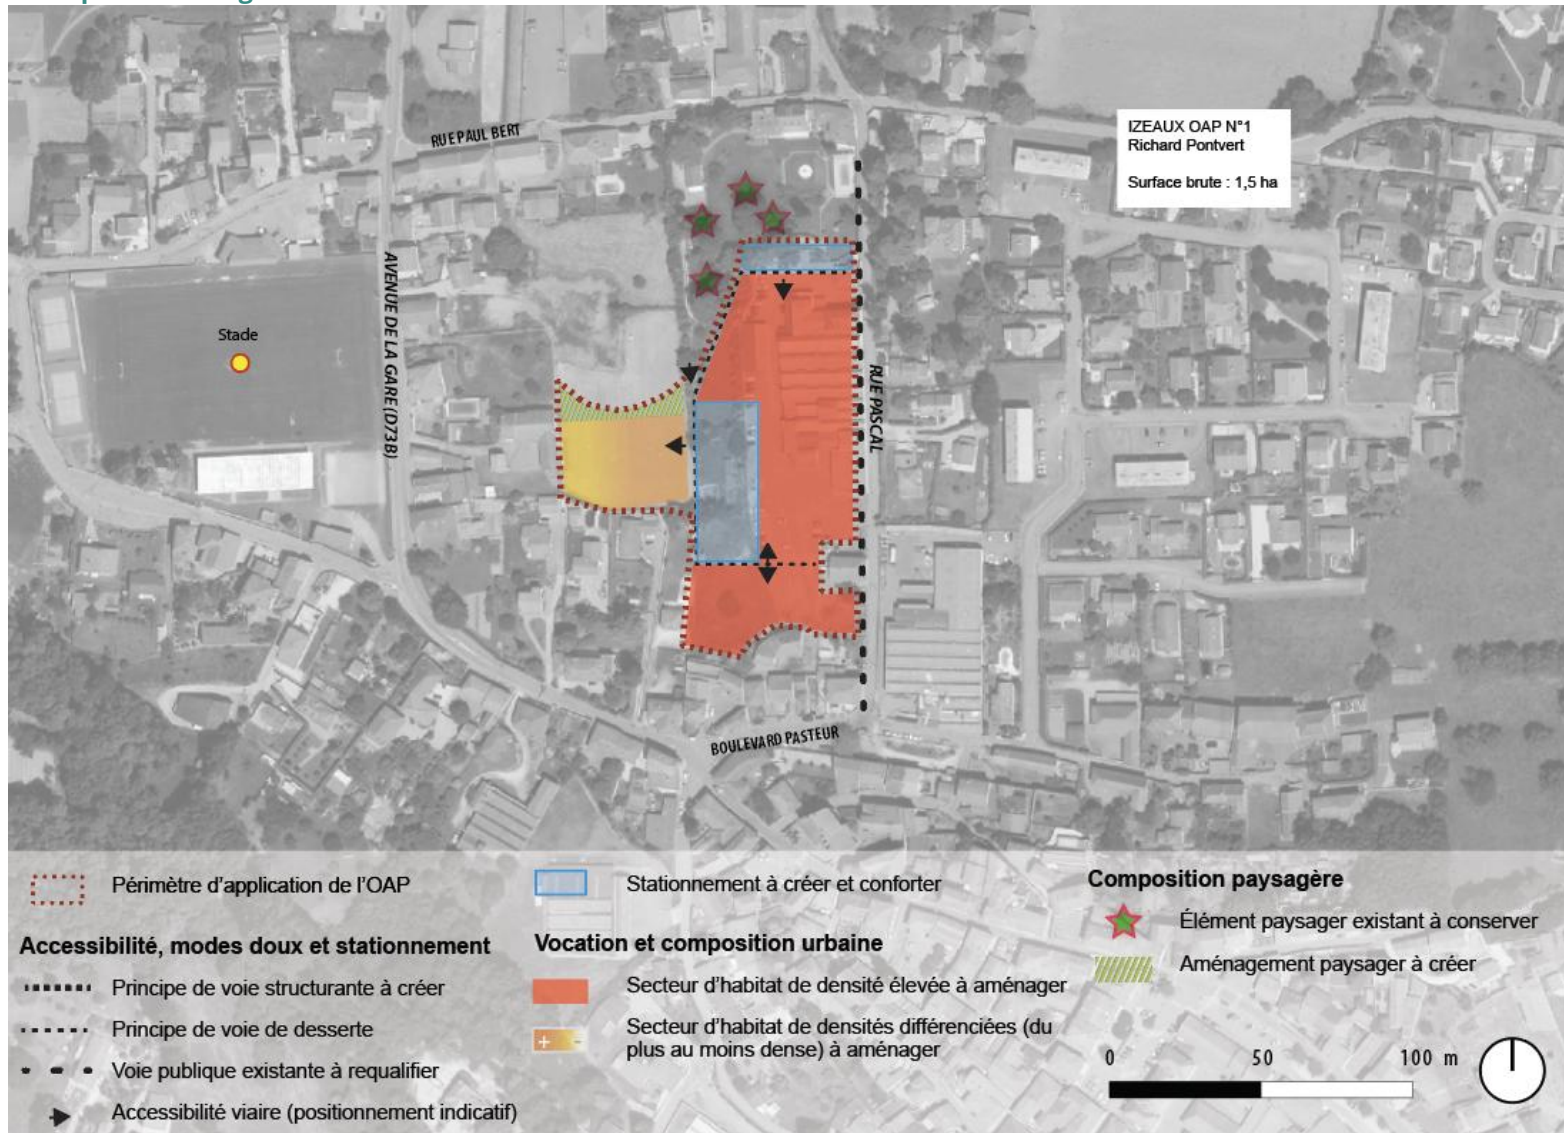 RUE PAUL BERT
IZEAUX OAP N°1
Richard Pontvert
Surface brute : 1,5 ha
AVENUE DE LA GARE (D73B)
Stade
RUE PASCAL
BOULEVARD PASTEUR
Périmètre d'application de l'OAP
Accessibilité, modes doux et stationnement
Principe de voie structurante à créer
Principe de voie de desserte
Voie publique existante à requalifier
Accessibilité viaire (positionnement indicatif)
Stationnement à créer et conforter
Vocation et composition urbaine
Secteur d'habitat de densité élevée à aménager
+ -
Secteur d'habitat de densités différenciées (du
plus au moins dense) à aménager
Composition paysagère
Élément paysager existant à conserver
Aménagement paysager à créer
0 50 100 m